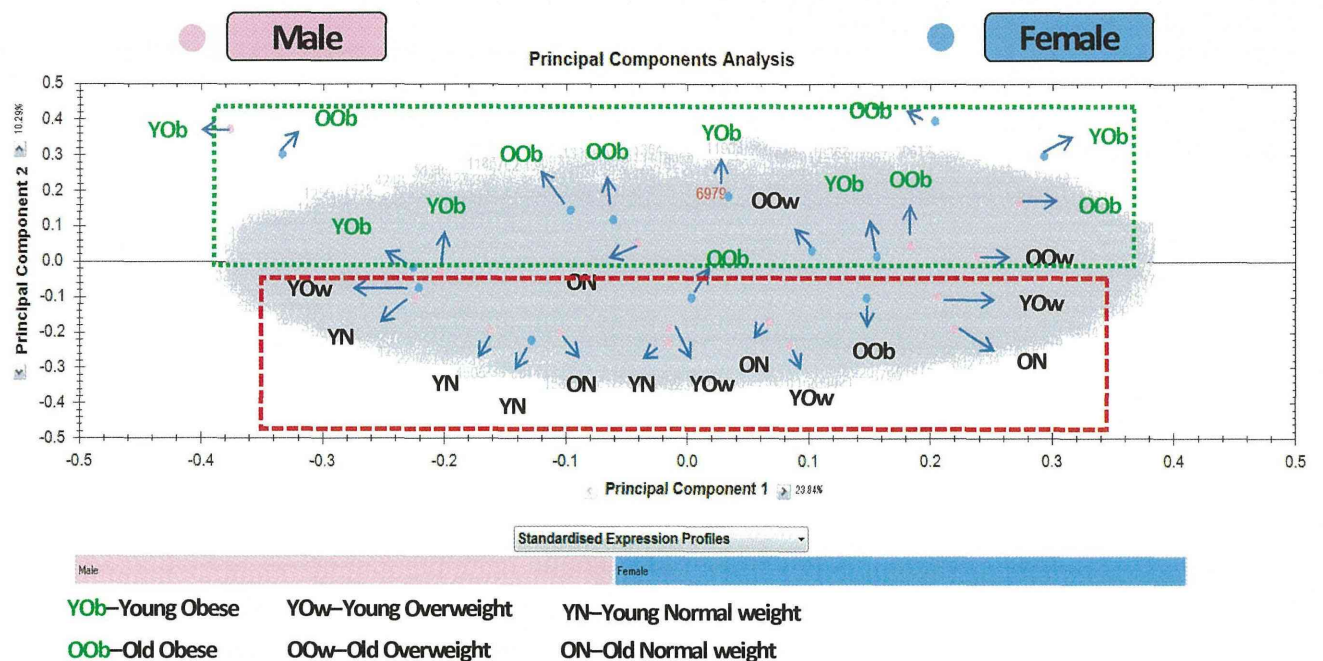 Male
Female
Principal Components Analysis
Principal Component 2
10.29%
0.5
0.4
0.3
0.2
0.1
0.0
-0.1
-0.2
-0.3
-0.4
-0.5
YOb
OOb
OOb
OOb
YOb
OOb
YOb
6979
OOw
YOb
OOb
OOb
YOb
YOb
ON
OOb
OOw
YOw
YOw
YN
ON
OOb
ON
YN
YN
ON
YN
YOw
YOw
-0.5
-0.4
-0.3
-0.2
-0.1
0.0
0.1
0.2
0.3
0.4
0.5
Principal Component 1
23.84%
Standardised Expression Profiles
Male
Female
YOb–Young Obese
YOw–Young Overweight
YN–Young Normal weight
OOb–Old Obese
OOw–Old Overweight
ON–Old Normal weight